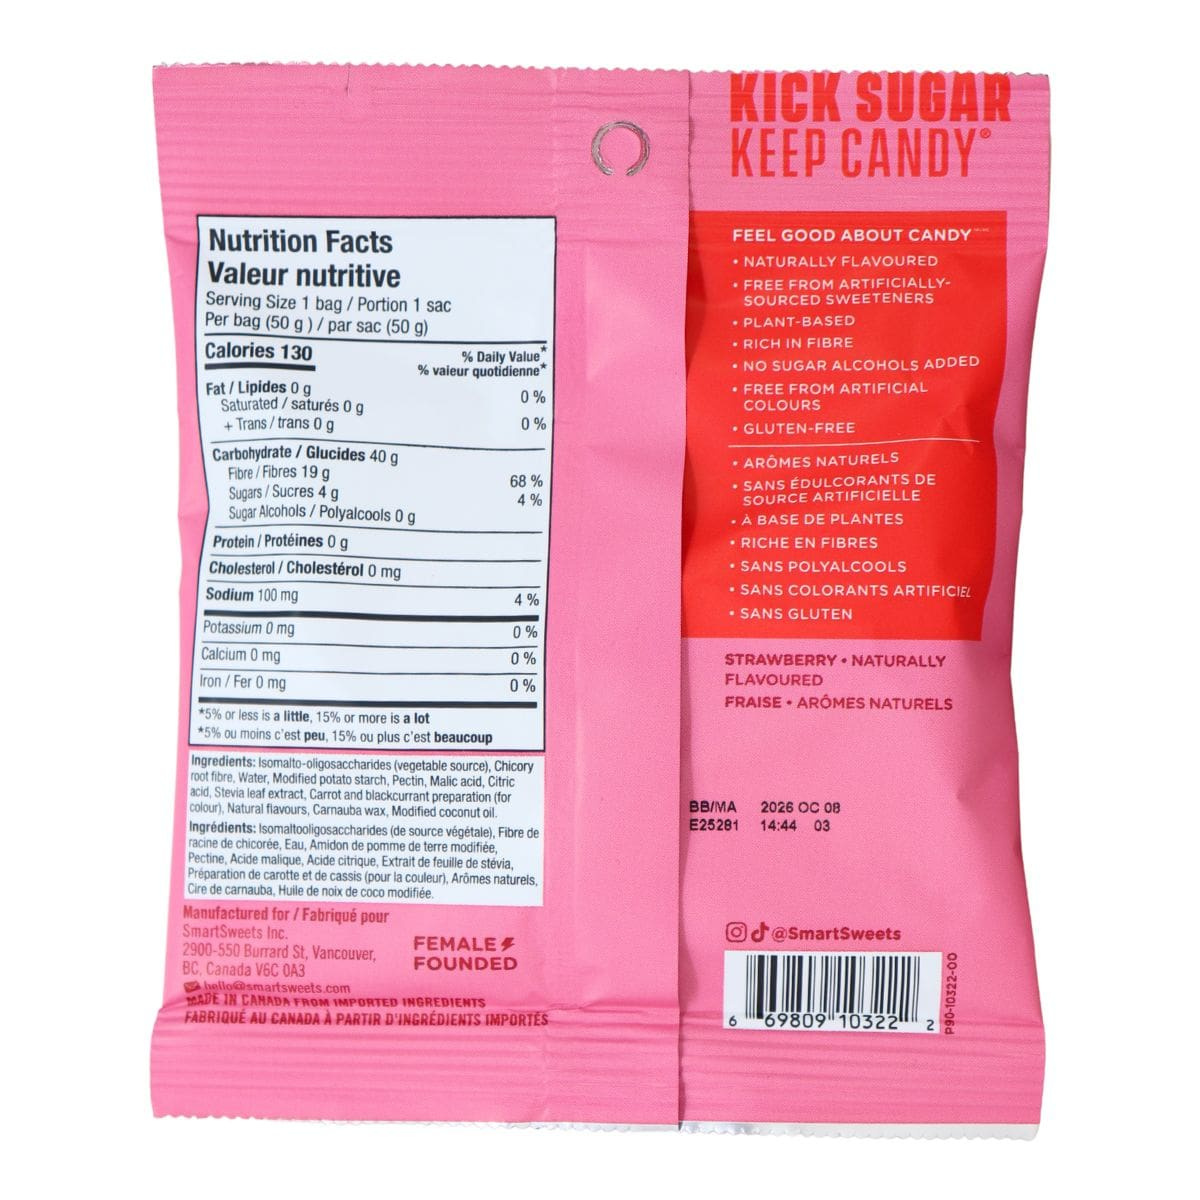 KICK SUGAR
KEEP CANDY®
Nutrition Facts
Valeur nutritive
Serving Size 1 bag / Portion 1 sac
Per bag (50 g ) / par sac (50 g)
Calories 130
% Daily Value*
% valeur quotidienne*
Fat / Lipides 0 g 0 %
Saturated / saturés 0 g
+ Trans / trans 0 g 0 %
Carbohydrate / Glucides 40 g
Fibre / Fibres 19 g 68 %
Sugars / Sucres 4 g 4 %
Sugar Alcohols / Polyalcools 0 g
Protein / Protéines 0 g
Cholesterol / Cholestérol 0 mg
Sodium 100 mg 4 %
Potassium 0 mg 0 %
Calcium 0 mg 0 %
Iron / Fer 0 mg 0 %
*5% or less is a little, 15% or more is a lot
*5% ou moins c'est peu, 15% ou plus c'est beaucoup
Ingredients: Isomalto-oligosaccharides (vegetable source), Chicory
root fibre, Water, Modified potato starch, Pectin, Malic acid, Citric
acid, Stevia leaf extract, Carrot and blackcurrant preparation (for
colour), Natural flavours, Carnauba wax, Modified coconut oil.
Ingrédients: Isomaltooligosaccharides (de source végétale), Fibre de
racine de chicorée, Eau, Amidon de pomme de terre modifiée,
Pectine, Acide malique, Acide citrique, Extrait de feuille de stévia,
Préparation de carotte et de cassis (pour la couleur), Arômes naturels,
Cire de carnauba, Huile de noix de coco modifiée.
Manufactured for / Fabriqué pour
SmartSweets Inc.
2900-550 Burrard St, Vancouver,
BC, Canada V6C 0A3
hello@smartsweets.com
FEMALE
FOUNDED
MADE IN CANADA FROM IMPORTED INGREDIENTS
FABRIQUÉ AU CANADA À PARTIR D'INGRÉDIENTS IMPORTÉS
FEEL GOOD ABOUT CANDY
• NATURALLY FLAVOURED
• FREE FROM ARTIFICIALLY-
SOURCED SWEETENERS
• PLANT-BASED
• RICH IN FIBRE
• NO SUGAR ALCOHOLS ADDED
• FREE FROM ARTIFICIAL
COLOURS
• GLUTEN-FREE
• ARÔMES NATURELS
• SANS ÉDULCORANTS DE
SOURCE ARTIFICIELLE
• À BASE DE PLANTES
• RICHE EN FIBRES
• SANS POLYALCOOLS
• SANS COLORANTS ARTIFICIEL
• SANS GLUTEN
STRAWBERRY • NATURALLY
FLAVOURED
FRAISE • ARÔMES NATURELS
BB/MA 2026 OC 08
E25281 14:44 03
@SmartSweets
6 69809 10322 2
P90-10322-00